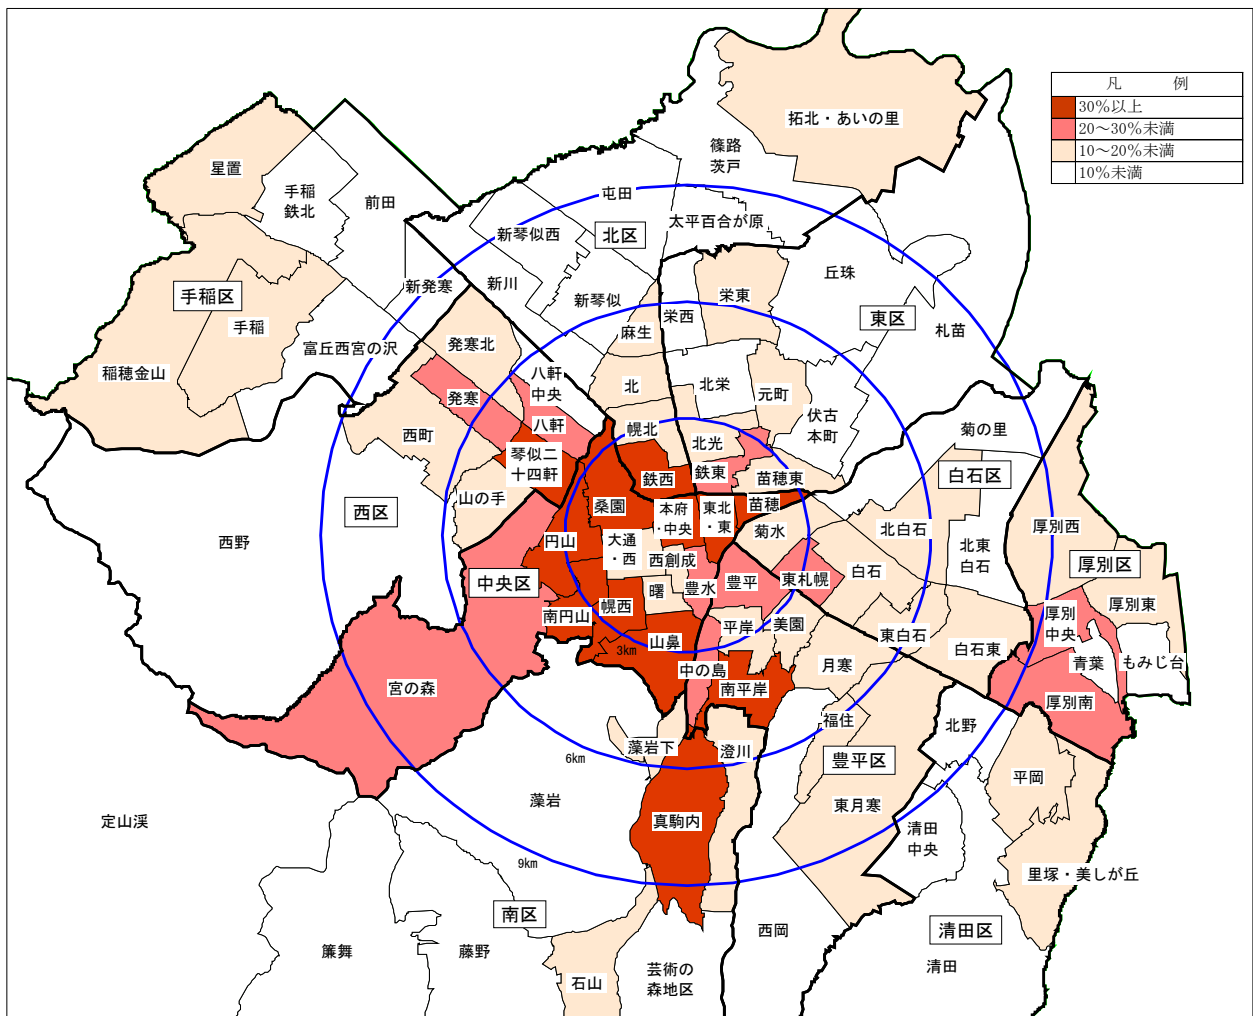 凡　例
30%以上
20～30%未満
10～20%未満
10%未満
拓北・あいの里
篠路
茨戸
星置
手稲
鉄北
前田
屯田
太平百合が原
新琴似西
北区
丘珠
手稲区
新発寒
新川
新琴似
栄西
栄東
東区
札苗
手稲
富丘西宮の沢
発寒北
麻生
稲穂金山
八軒
中央
北
北栄
元町
伏古
本町
発寒
八軒
西町
幌北
北光
菊の里
琴似二
十四軒
鉄西
鉄東
苗穂東
白石区
山の手
桑園
本府
・中央
東北
・東
苗穂
西区
菊水
北白石
厚別西
西野
円山
大通
・西
西創成
北東
白石
厚別区
中央区
曙
豊水
豊平
東札幌
白石
厚別東
南円山
幌西
平岸
美園
東白石
厚別
中央
山鼻
3km
白石東
青葉
もみじ台
中の島
南平岸
月寒
宮の森
厚別南
福住
北野
藻岩下
澄川
6km
豊平区
平岡
藻岩
東月寒
定山渓
真駒内
清田
中央
9km
里塚・美しが丘
南区
西岡
清田区
簾舞
藤野
清田
石山
芸術の
森地区